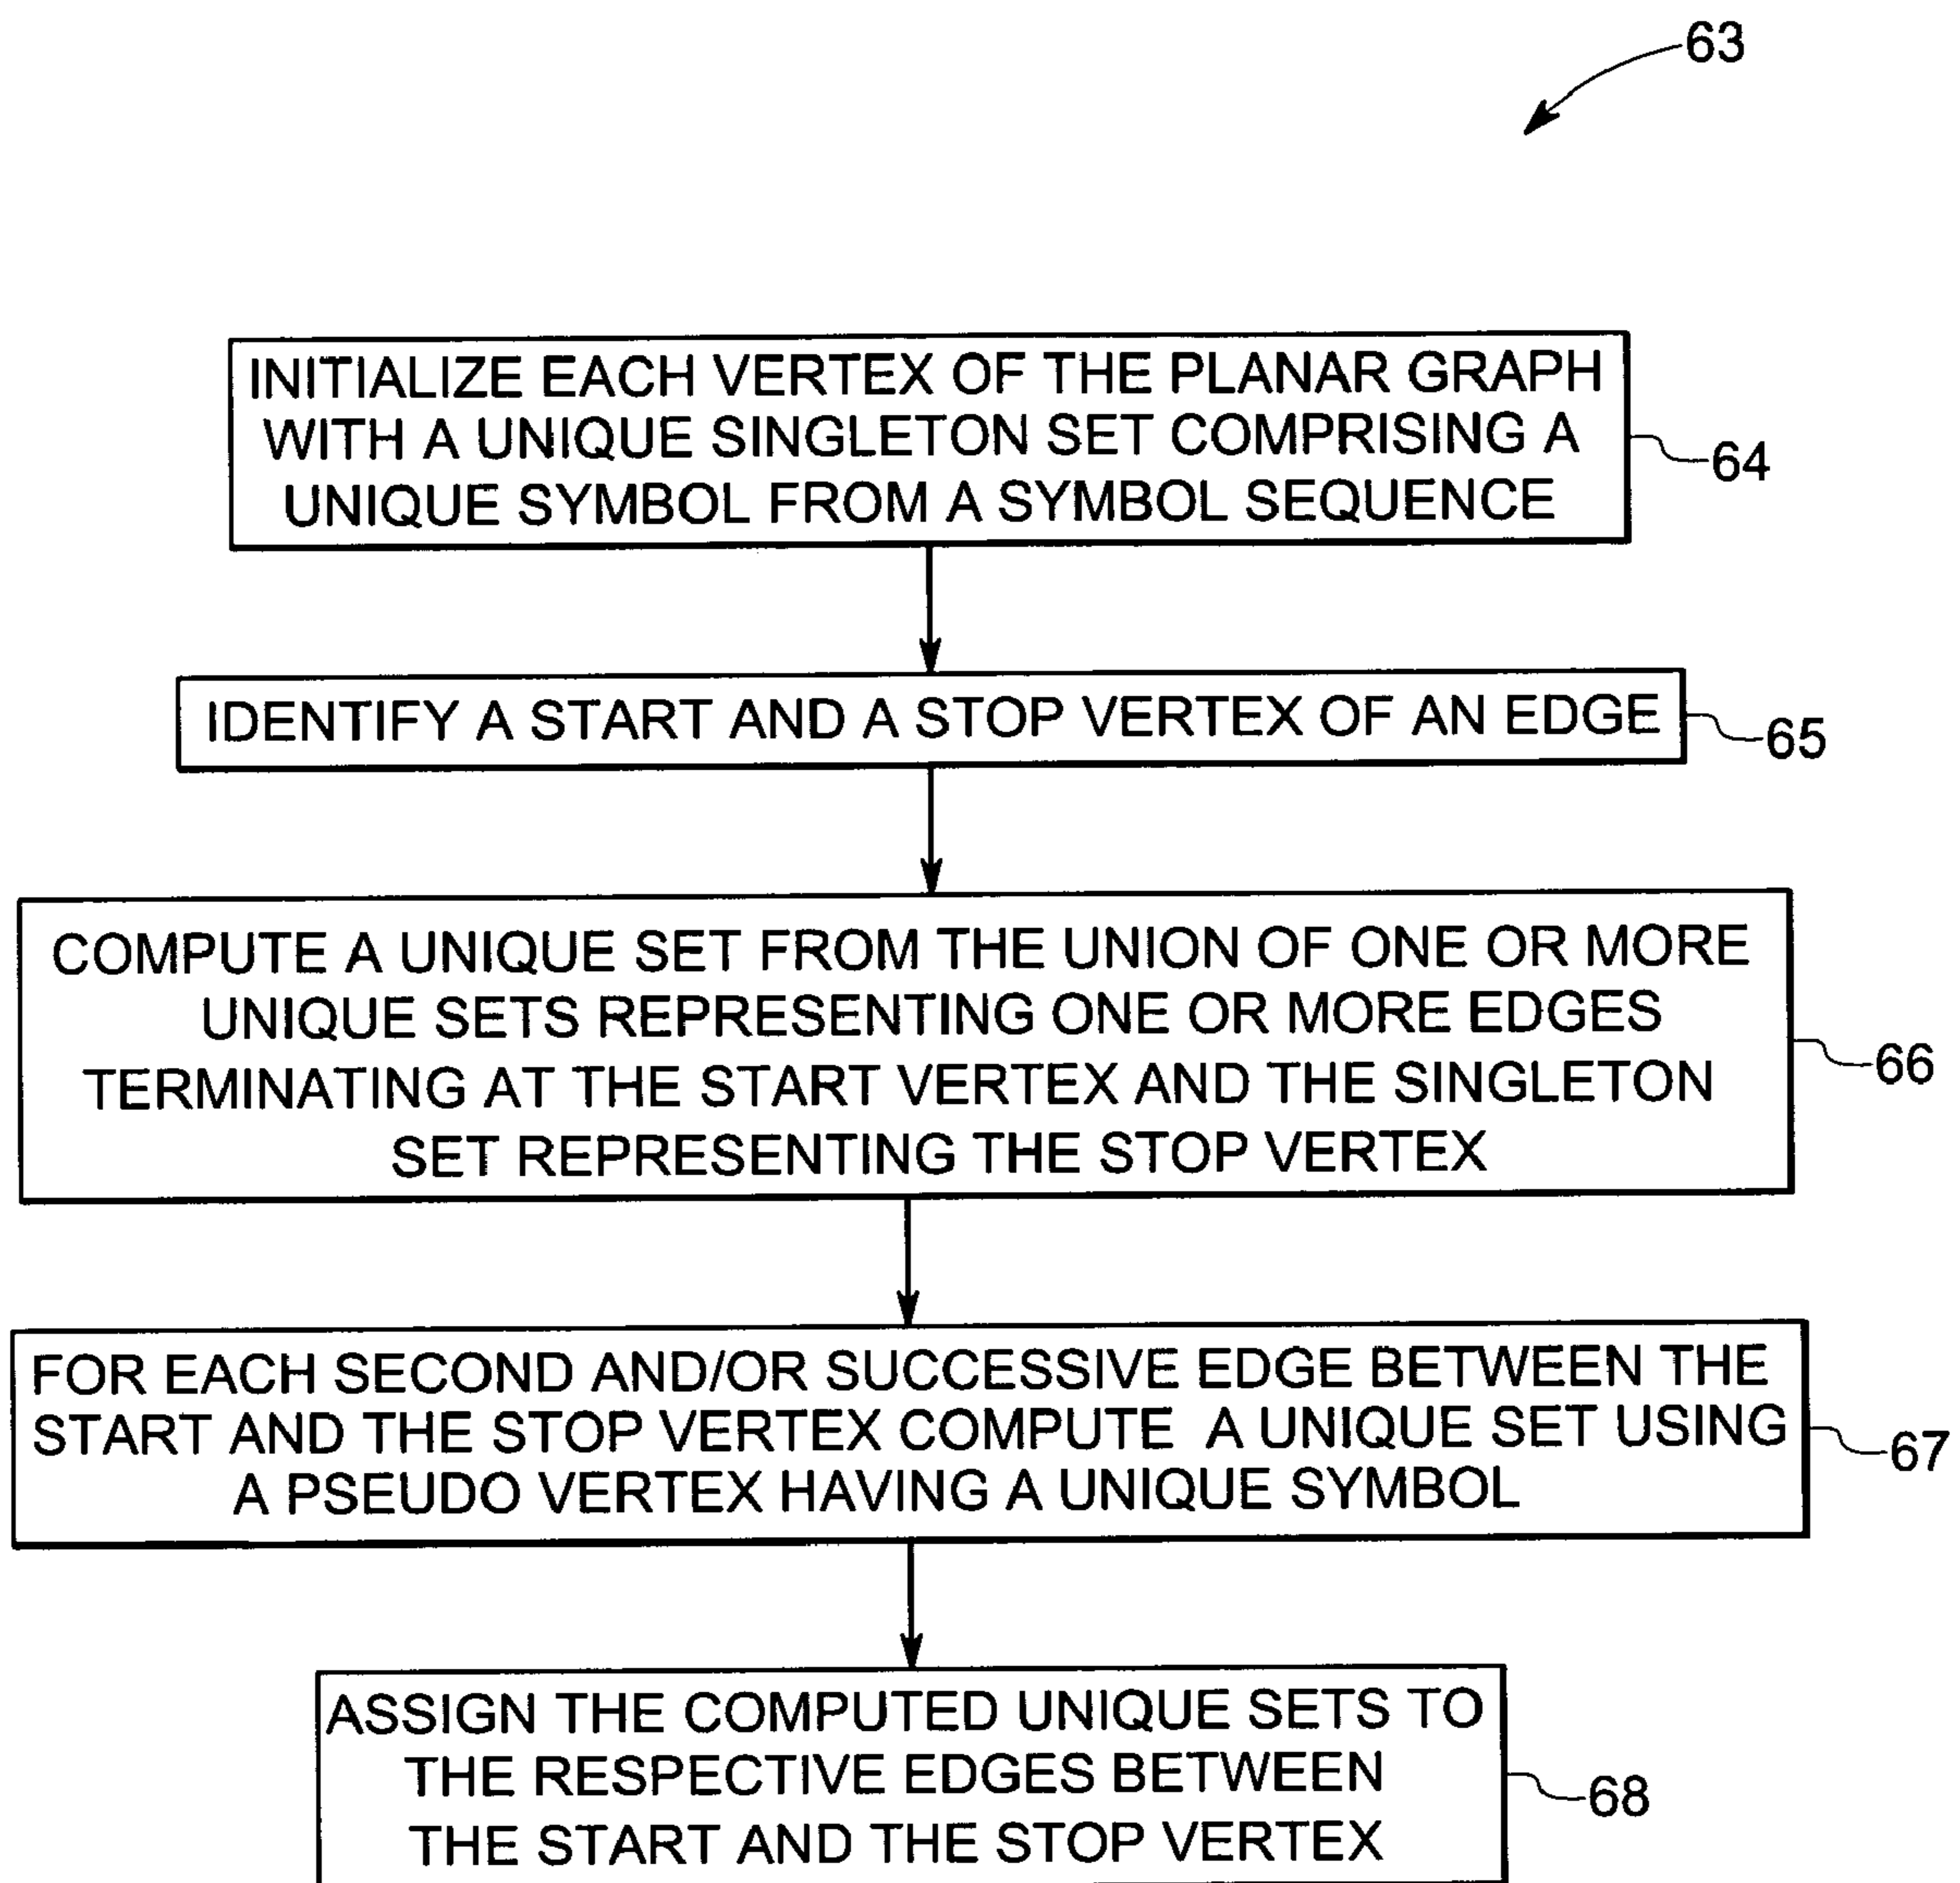 63
INITIALIZE EACH VERTEX OF THE PLANAR GRAPH
WITH A UNIQUE SINGLETON SET COMPRISING A
UNIQUE SYMBOL FROM A SYMBOL SEQUENCE
64
IDENTIFY A START AND A STOP VERTEX OF AN EDGE
65
COMPUTE A UNIQUE SET FROM THE UNION OF ONE OR MORE
UNIQUE SETS REPRESENTING ONE OR MORE EDGES
TERMINATING AT THE START VERTEX AND THE SINGLETON
SET REPRESENTING THE STOP VERTEX
66
FOR EACH SECOND AND/OR SUCCESSIVE EDGE BETWEEN THE
START AND THE STOP VERTEX COMPUTE A UNIQUE SET USING
A PSEUDO VERTEX HAVING A UNIQUE SYMBOL
67
ASSIGN THE COMPUTED UNIQUE SETS TO
THE RESPECTIVE EDGES BETWEEN
THE START AND THE STOP VERTEX
68